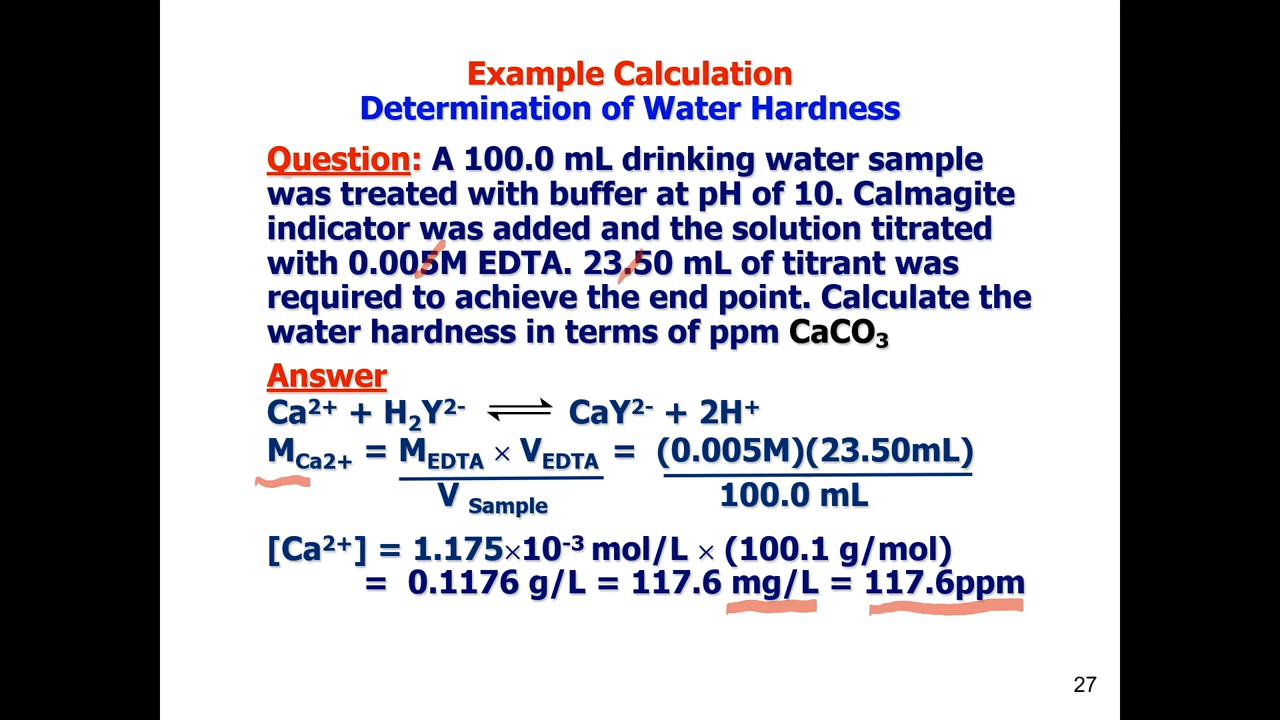 Example Calculation
Determination of Water Hardness
Question: A 100.0 mL drinking water sample
was treated with buffer at pH of 10. Calmagite
indicator was added and the solution titrated
with 0.005M EDTA. 23.50 mL of titrant was
required to achieve the end point. Calculate the
water hardness in terms of ppm CaCO₃
Answer
Ca²⁺ + H₂Y²⁻ ⇌ CaY²⁻ + 2H⁺
M Ca2+ = M EDTA × V EDTA = (0.005M)(23.50mL)
V Sample 100.0 mL
[Ca²⁺] = 1.175×10⁻³ mol/L × (100.1 g/mol)
= 0.1176 g/L = 117.6 mg/L = 117.6ppm
27